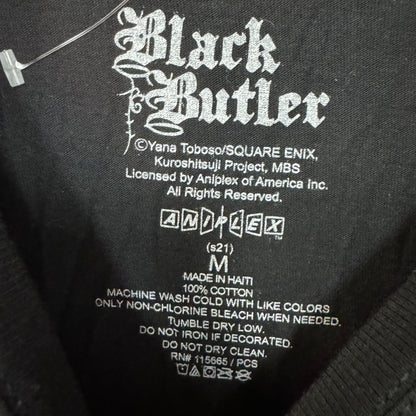 Black
Butler
©Yana Toboso/SQUARE ENIX,
Kuroshitsuji Project, MBS
Licensed by Aniplex of America Inc.
All Rights Reserved.
ANIPLEX™
(s21)
M
MADE IN HAITI
100% COTTON
MACHINE WASH COLD WITH LIKE COLORS
ONLY NON-CHLORINE BLEACH WHEN NEEDED.
TUMBLE DRY LOW.
DO NOT IRON IF DECORATED.
DO NOT DRY CLEAN.
RN# 115665 / PCS